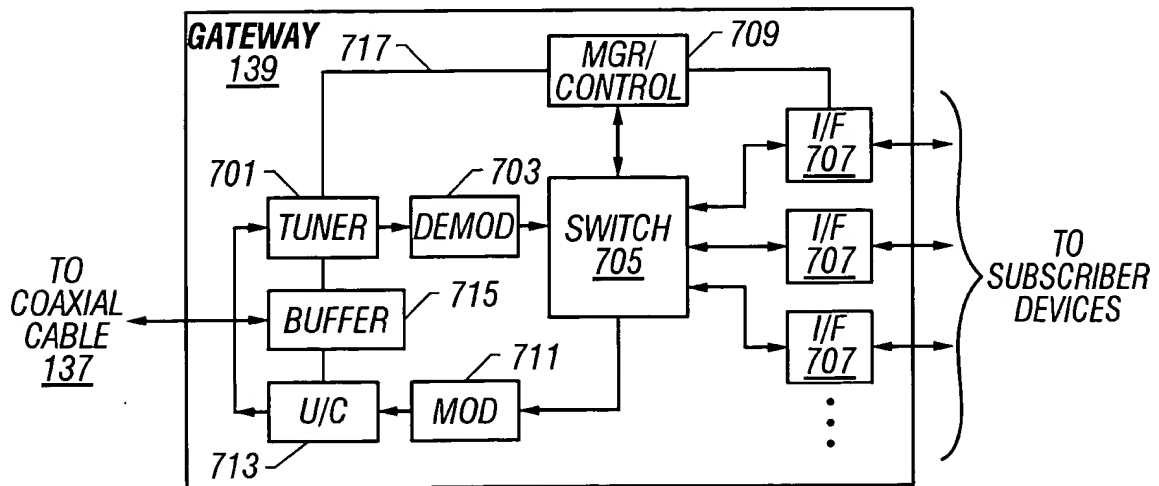 GATEWAY
139
717
MGR/
CONTROL
709
I/F
707
701
TUNER
703
DEMOD
SWITCH
705
I/F
707
TO
COAXIAL
CABLE
137
BUFFER
715
TO
SUBSCRIBER
DEVICES
I/F
707
711
U/C
MOD
713